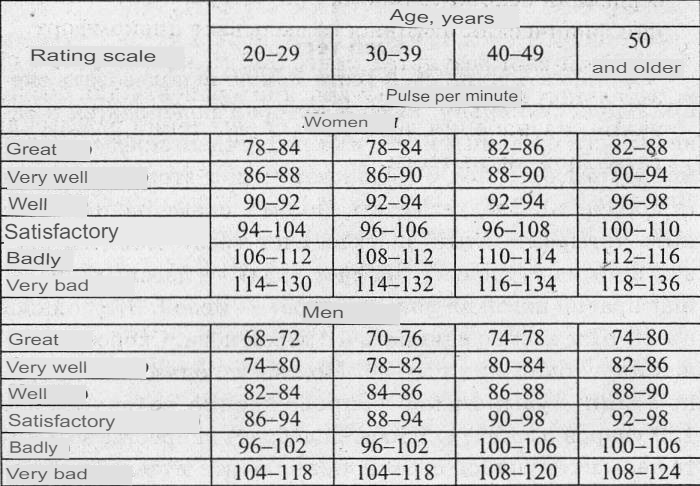 Age, years
Rating scale 20–29 30–39 40–49 50 and older
Pulse per minute
Women
Great 78–84 78–84 82–86 82–88
Very well 86–88 86–90 88–90 90–94
Well 90–92 92–94 92–94 96–98
Satisfactory 94–104 96–106 96–108 100–110
Badly 106–112 108–112 110–114 112–116
Very bad 114–130 114–132 116–134 118–136
Men
Great 68–72 70–76 74–78 74–80
Very well 74–80 78–82 80–84 82–86
Well 82–84 84–86 86–88 88–90
Satisfactory 86–94 88–94 90–98 92–98
Badly 96–102 96–102 100–106 100–106
Very bad 104–118 104–118 108–120 108–124